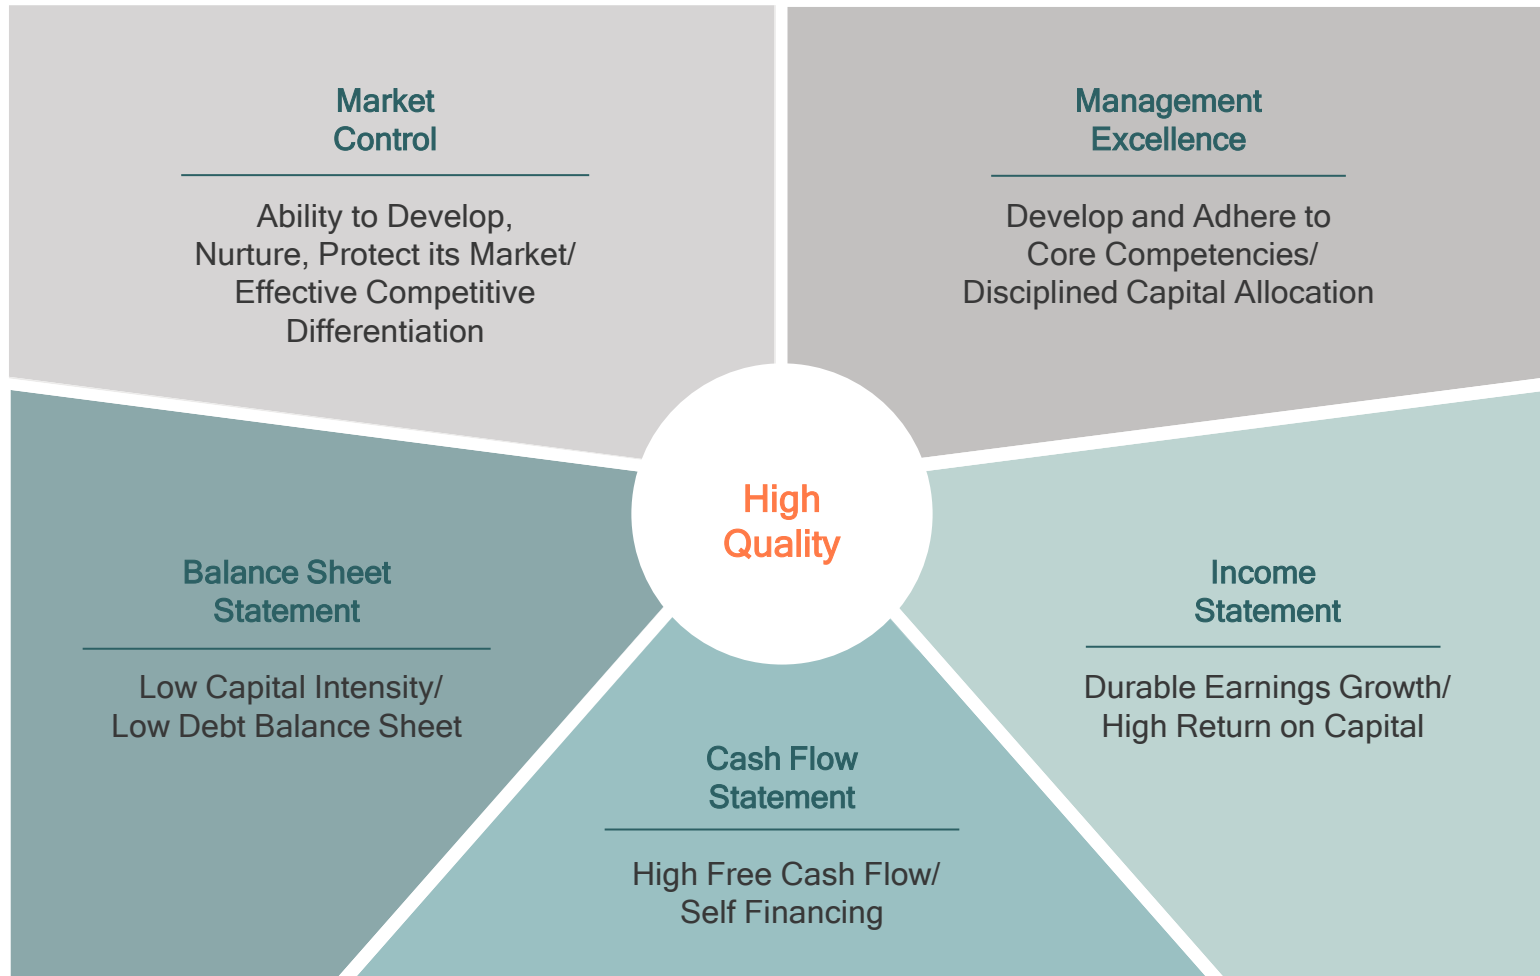 Market
Control
Ability to Develop,
Nurture, Protect its Market/
Effective Competitive
Differentiation
Management
Excellence
Develop and Adhere to
Core Competencies/
Disciplined Capital Allocation
High
Quality
Balance Sheet
Statement
Low Capital Intensity/
Low Debt Balance Sheet
Income
Statement
Durable Earnings Growth/
High Return on Capital
Cash Flow
Statement
High Free Cash Flow/
Self Financing